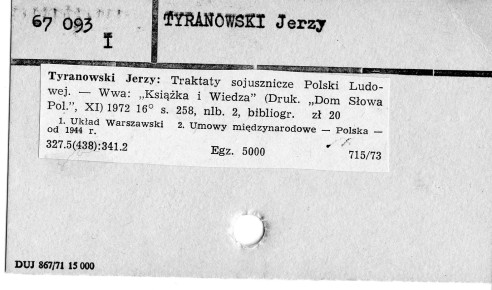 67 093
I
TYRANOWSKI Jerzy
Tyranowski Jerzy: Traktaty sojusznicze Polski Ludo-
wej. — Wwa: „Książka i Wiedza” (Druk. „Dom Słowa
Pol.”, XI) 1972 16° s. 258, nlb. 2, bibliogr. zł 20
1. Układ Warszawski 2. Umowy międzynarodowe — Polska —
od 1944 r.
327.5(438):341.2 Egz. 5000 715/73
DUJ 867/71 15 000